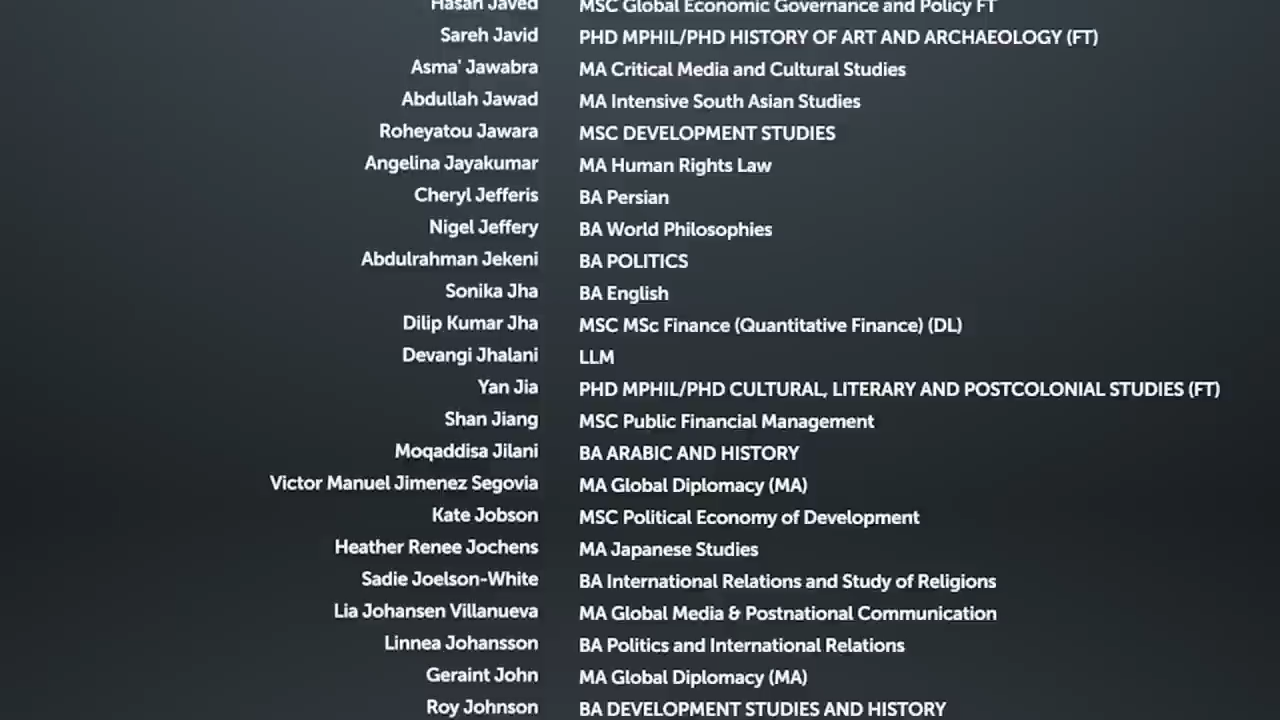 Hasan Javed MSC Global Economic Governance and Policy FT
Sareh Javid PHD MPHIL/PHD HISTORY OF ART AND ARCHAEOLOGY (FT)
Asma' Jawabra MA Critical Media and Cultural Studies
Abdullah Jawad MA Intensive South Asian Studies
Roheyatou Jawara MSC DEVELOPMENT STUDIES
Angelina Jayakumar MA Human Rights Law
Cheryl Jefferis BA Persian
Nigel Jeffery BA World Philosophies
Abdulrahman Jekeni BA POLITICS
Sonika Jha BA English
Dilip Kumar Jha MSC MSc Finance (Quantitative Finance) (DL)
Devangi Jhalani LLM
Yan Jia PHD MPHIL/PHD CULTURAL, LITERARY AND POSTCOLONIAL STUDIES (FT)
Shan Jiang MSC Public Financial Management
Moqaddisa Jilani BA ARABIC AND HISTORY
Victor Manuel Jimenez Segovia MA Global Diplomacy (MA)
Kate Jobson MSC Political Economy of Development
Heather Renee Jochens MA Japanese Studies
Sadie Joelson-White BA International Relations and Study of Religions
Lia Johansen Villanueva MA Global Media & Postnational Communication
Linnea Johansson BA Politics and International Relations
Geraint John MA Global Diplomacy (MA)
Roy Johnson BA DEVELOPMENT STUDIES AND HISTORY